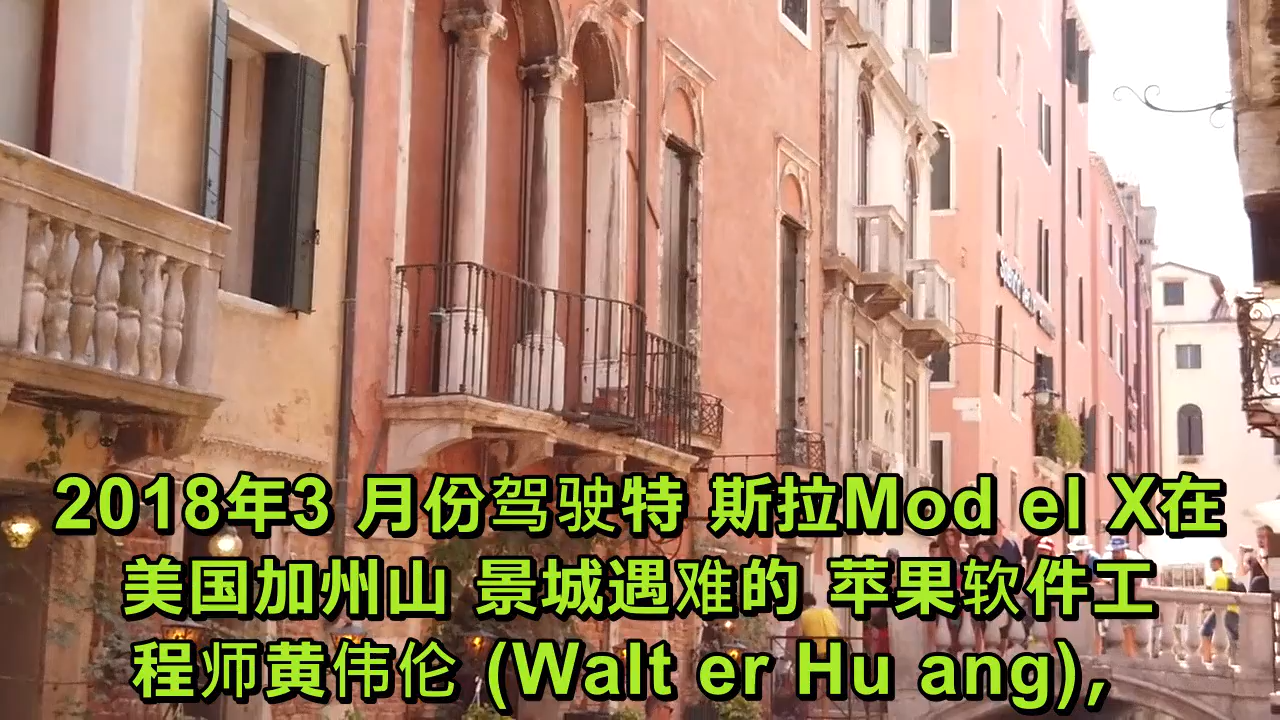 2018年3 月份驾驶特 斯拉Mod el X在
美国加州山 景城遇难的 苹果软件工
程师黄伟伦 (Walt er Hu ang),